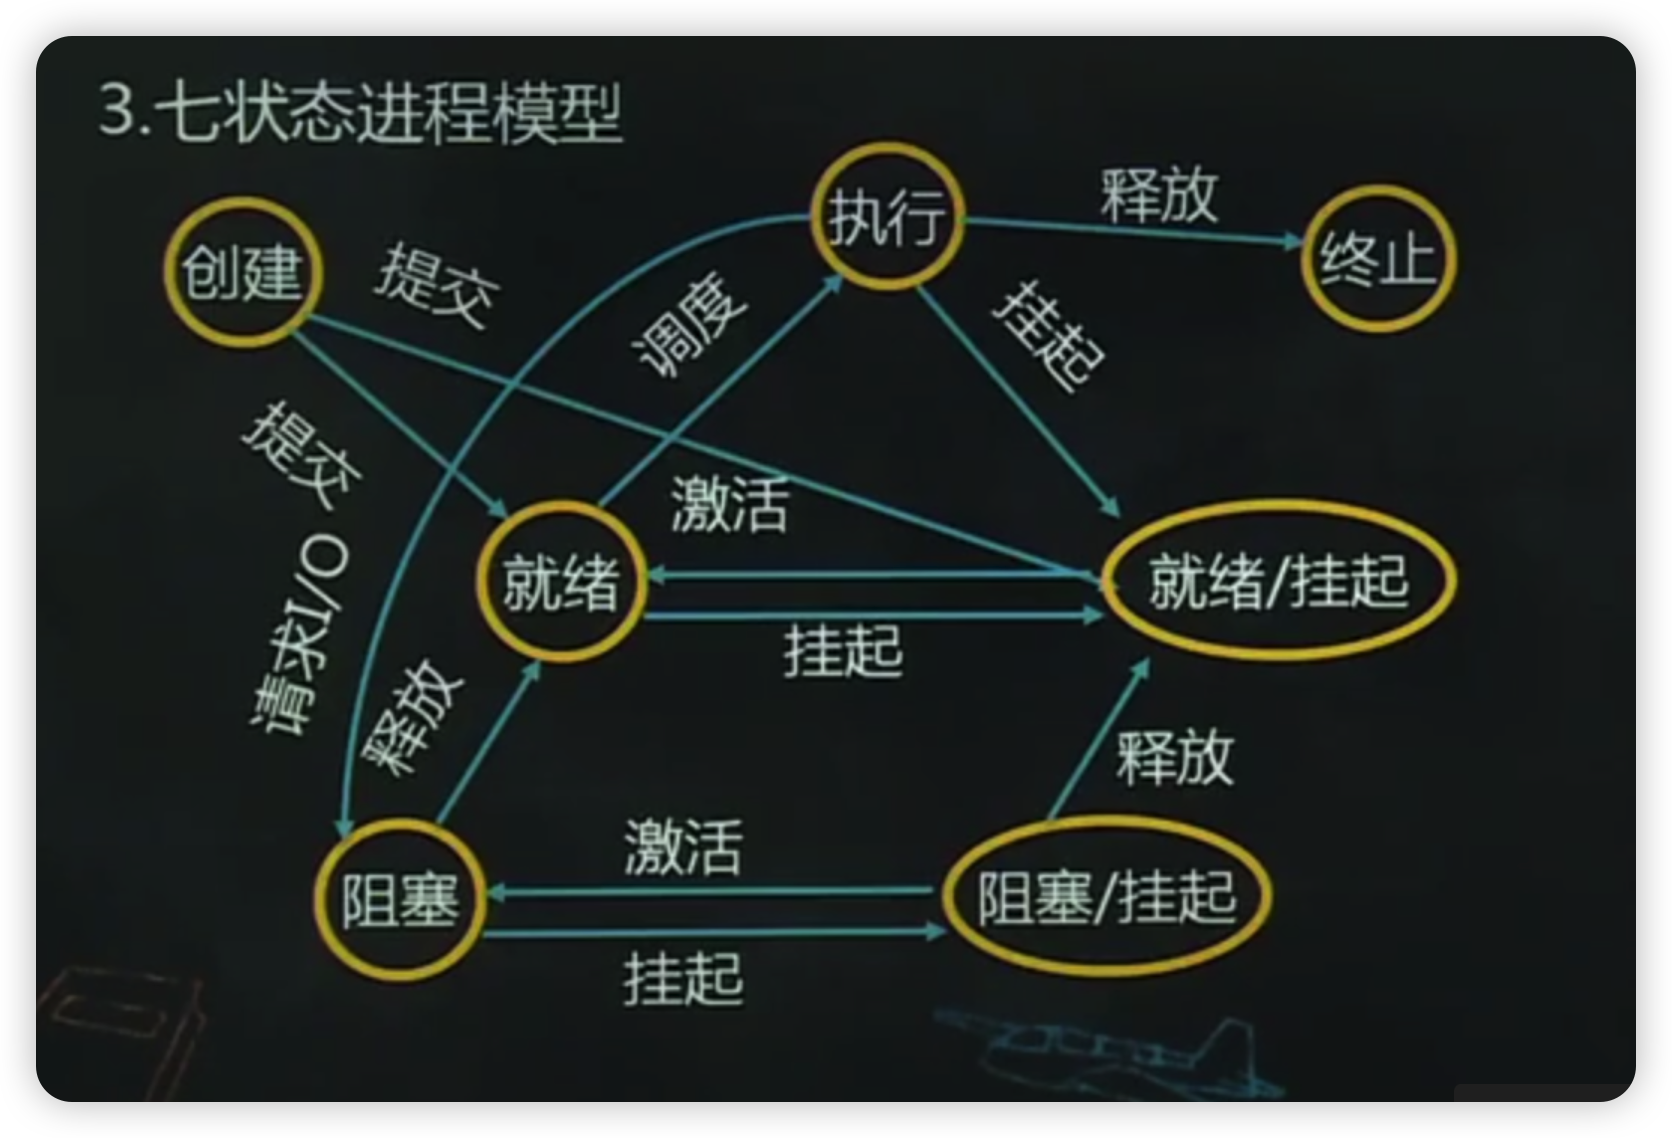 3.七状态进程模型
执行
释放
终止
创建
提交
调度
挂起
提交
激活
就绪
就绪/挂起
挂起
请求I/O
释放
释放
激活
阻塞
阻塞/挂起
挂起